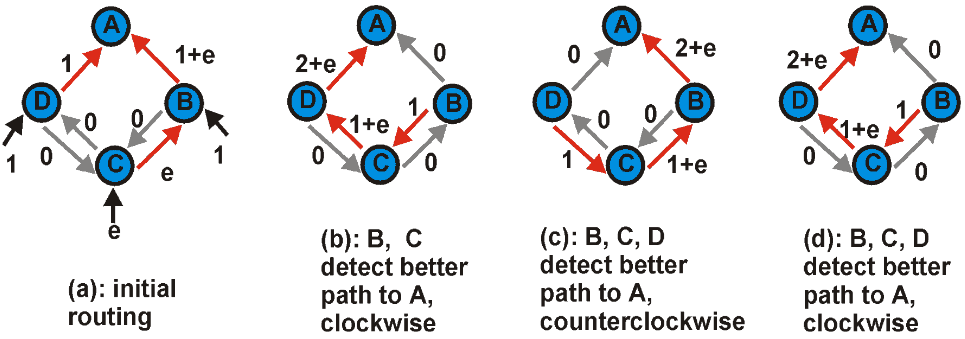 A
1
1+e
D
B
0
0
1
0
C
e
1
e
(a): initial
routing
A
2+e
0
D
B
1
1+e
0
C
0
(b): B, C
detect better
path to A,
clockwise
A
0
2+e
D
B
0
0
1
C
1+e
(c): B, C, D
detect better
path to A,
counterclockwise
A
2+e
0
D
B
1
1+e
0
C
0
(d): B, C, D
detect better
path to A,
clockwise